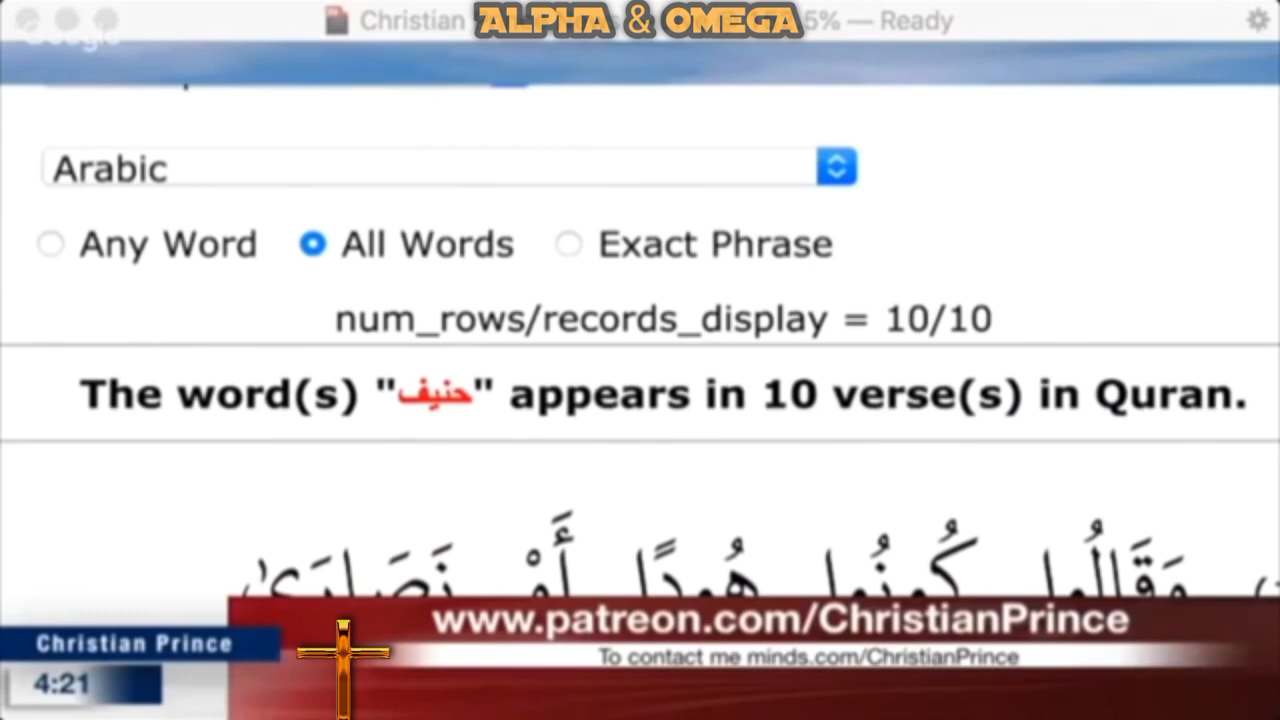 ALPHA & OMEGA
Christian 5% — Ready
Google
Arabic
Any Word All Words Exact Phrase
num_rows/records_display = 10/10
The word(s) "حنيف" appears in 10 verse(s) in Quran.
وَقَالُوا كُونُوا هُودًا أَوْ نَصَارَىٰ
www.patreon.com/ChristianPrince
Christian Prince
To contact me minds.com/ChristianPrince
4:21